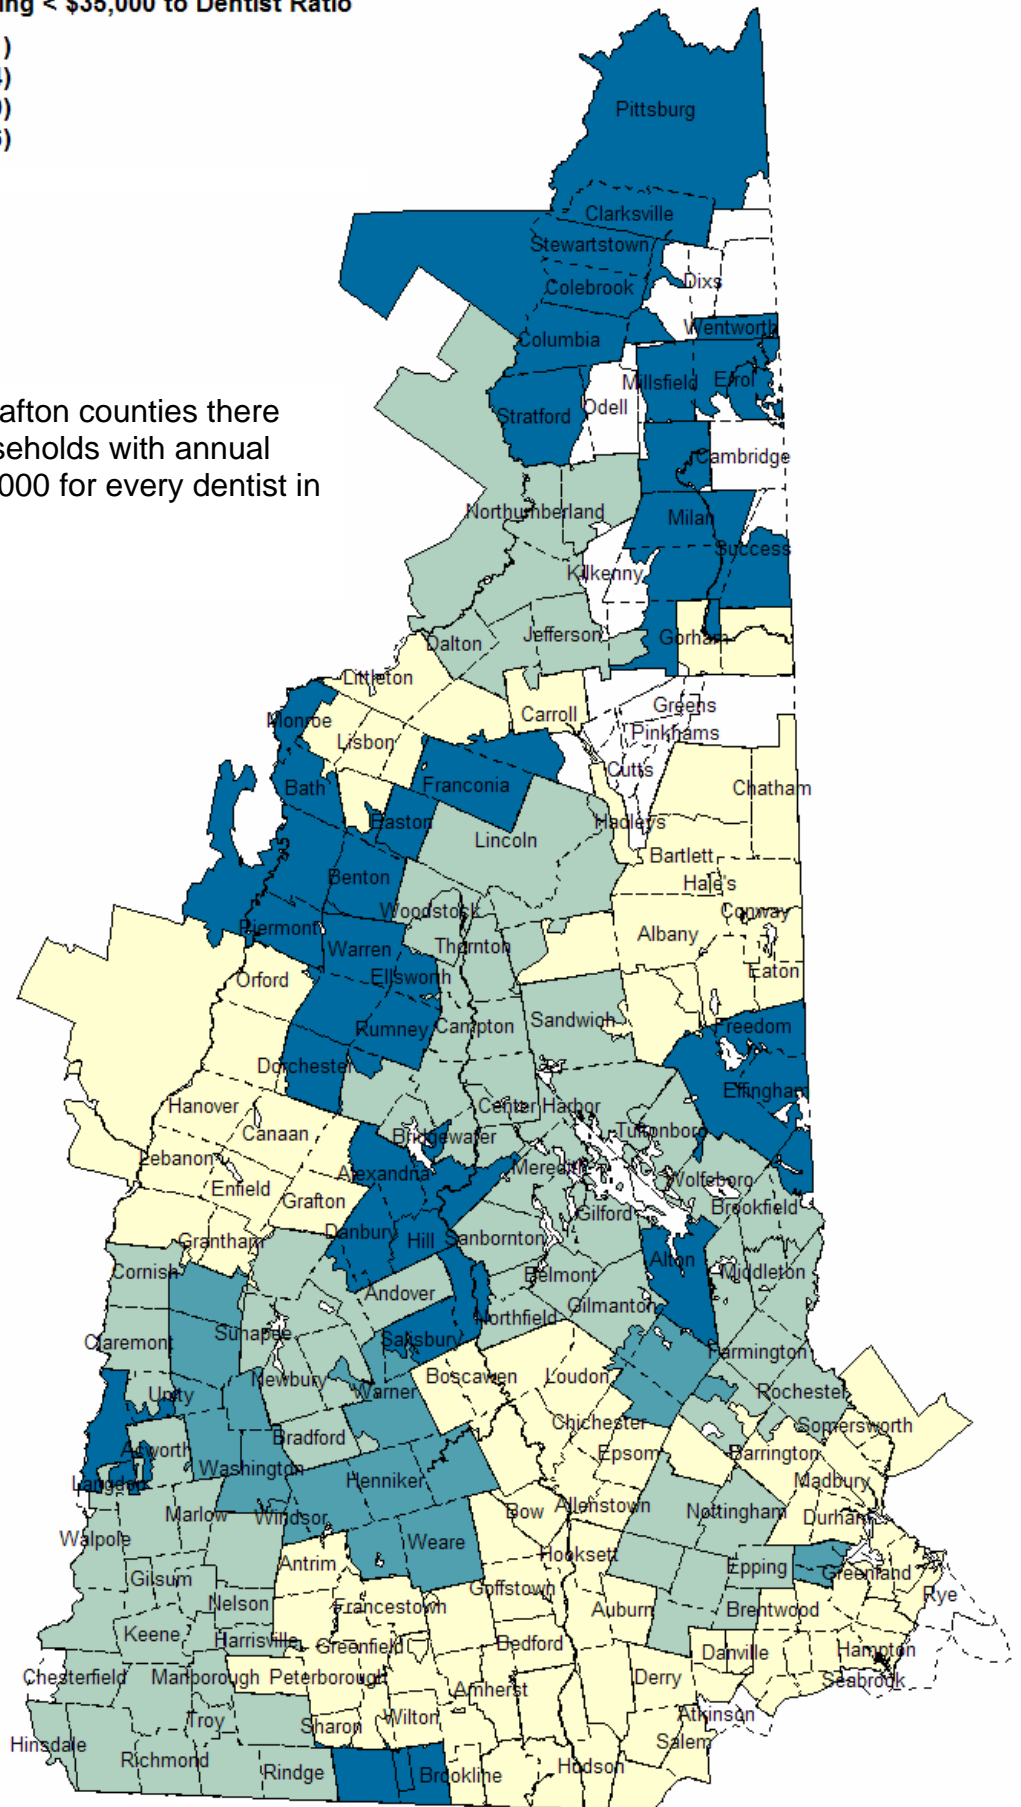 ng < $35,000 to Dentist Ratio
)
)
)
)
Pittsburg
Clarksville
Stewartstown
Dixs
Colebrook
Wentworth
Columbia
Millsfield
Errol
Odell
Stratford
afton counties there
seholds with annual
,000 for every dentist in
Cambridge
Northumberland
Milan
Success
Kilkenny
Jefferson
Gorham
Dalton
Littleton
Greens
Carroll
Monroe
Pinkhams
Lisbon
Cutts
Bath
Franconia
Chatham
Easton
Hadleys
Lincoln
Bartlett
Benton
Hale's
Woodstock
Conway
Piermont
Albany
Warren
Thornton
Ellsworth
Eaton
Orford
Sandwich
Rumney
Campton
Freedom
Dorchester
Effingham
Hanover
Center Harbor
Canaan
Bridgewater
Tuftonboro
Lebanon
Alexandria
Meredith
Enfield
Wolfeboro
Grafton
Gilford
Brookfield
Danbury
Hill
Sanbornton
Grantham
Alton
Cornish
Belmont
Middleton
Andover
Gilmanton
Northfield
Claremont
Sunapee
Salisbury
Farmington
Newbury
Boscawen
Loudon
Unity
Warner
Rochester
Chichester
Somersworth
Bradford
Acworth
Epsom
Barrington
Washington
Henniker
Langdon
Madbury
Marlow
Windsor
Bow
Allenstown
Nottingham
Durham
Walpole
Weare
Hooksett
Antrim
Epping
Greenland
Gilsum
Goffstown
Rye
Nelson
Francestown
Auburn
Brentwood
Keene
Harrisville
Greenfield
Bedford
Danville
Hampton
Chesterfield
Marlborough
Peterborough
Derry
Seabrook
Amherst
Troy
Sharon
Wilton
Atkinson
Hinsdale
Salem
Richmond
Rindge
Brookline
Hudson